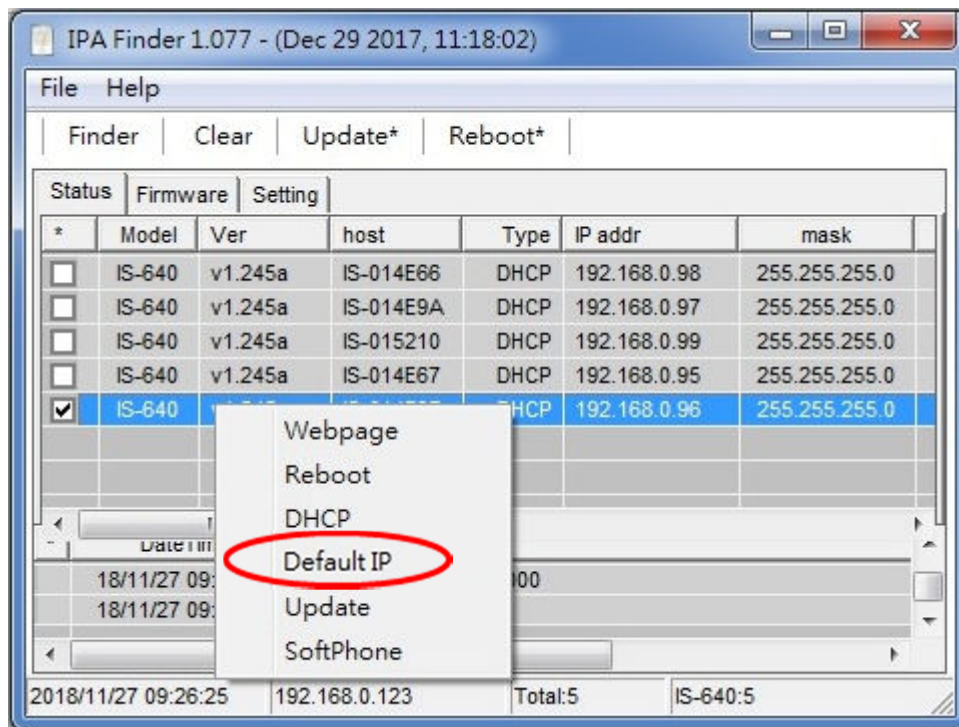 IPA Finder 1.077 - (Dec 29 2017, 11:18:02)
File Help
Finder Clear Update* Reboot*
Status Firmware Setting
* Model Ver host Type IP addr mask
IS-640 v1.245a IS-014E66 DHCP 192.168.0.98 255.255.255.0
IS-640 v1.245a IS-014E9A DHCP 192.168.0.97 255.255.255.0
IS-640 v1.245a IS-015210 DHCP 192.168.0.99 255.255.255.0
IS-640 v1.245a IS-014E67 DHCP 192.168.0.95 255.255.255.0
IS-640 DHCP 192.168.0.96 255.255.255.0
Webpage
Reboot
DHCP
Default IP
Update
SoftPhone
18/11/27 09: 000
18/11/27 09:
2018/11/27 09:26:25 192.168.0.123 Total:5 IS-640:5